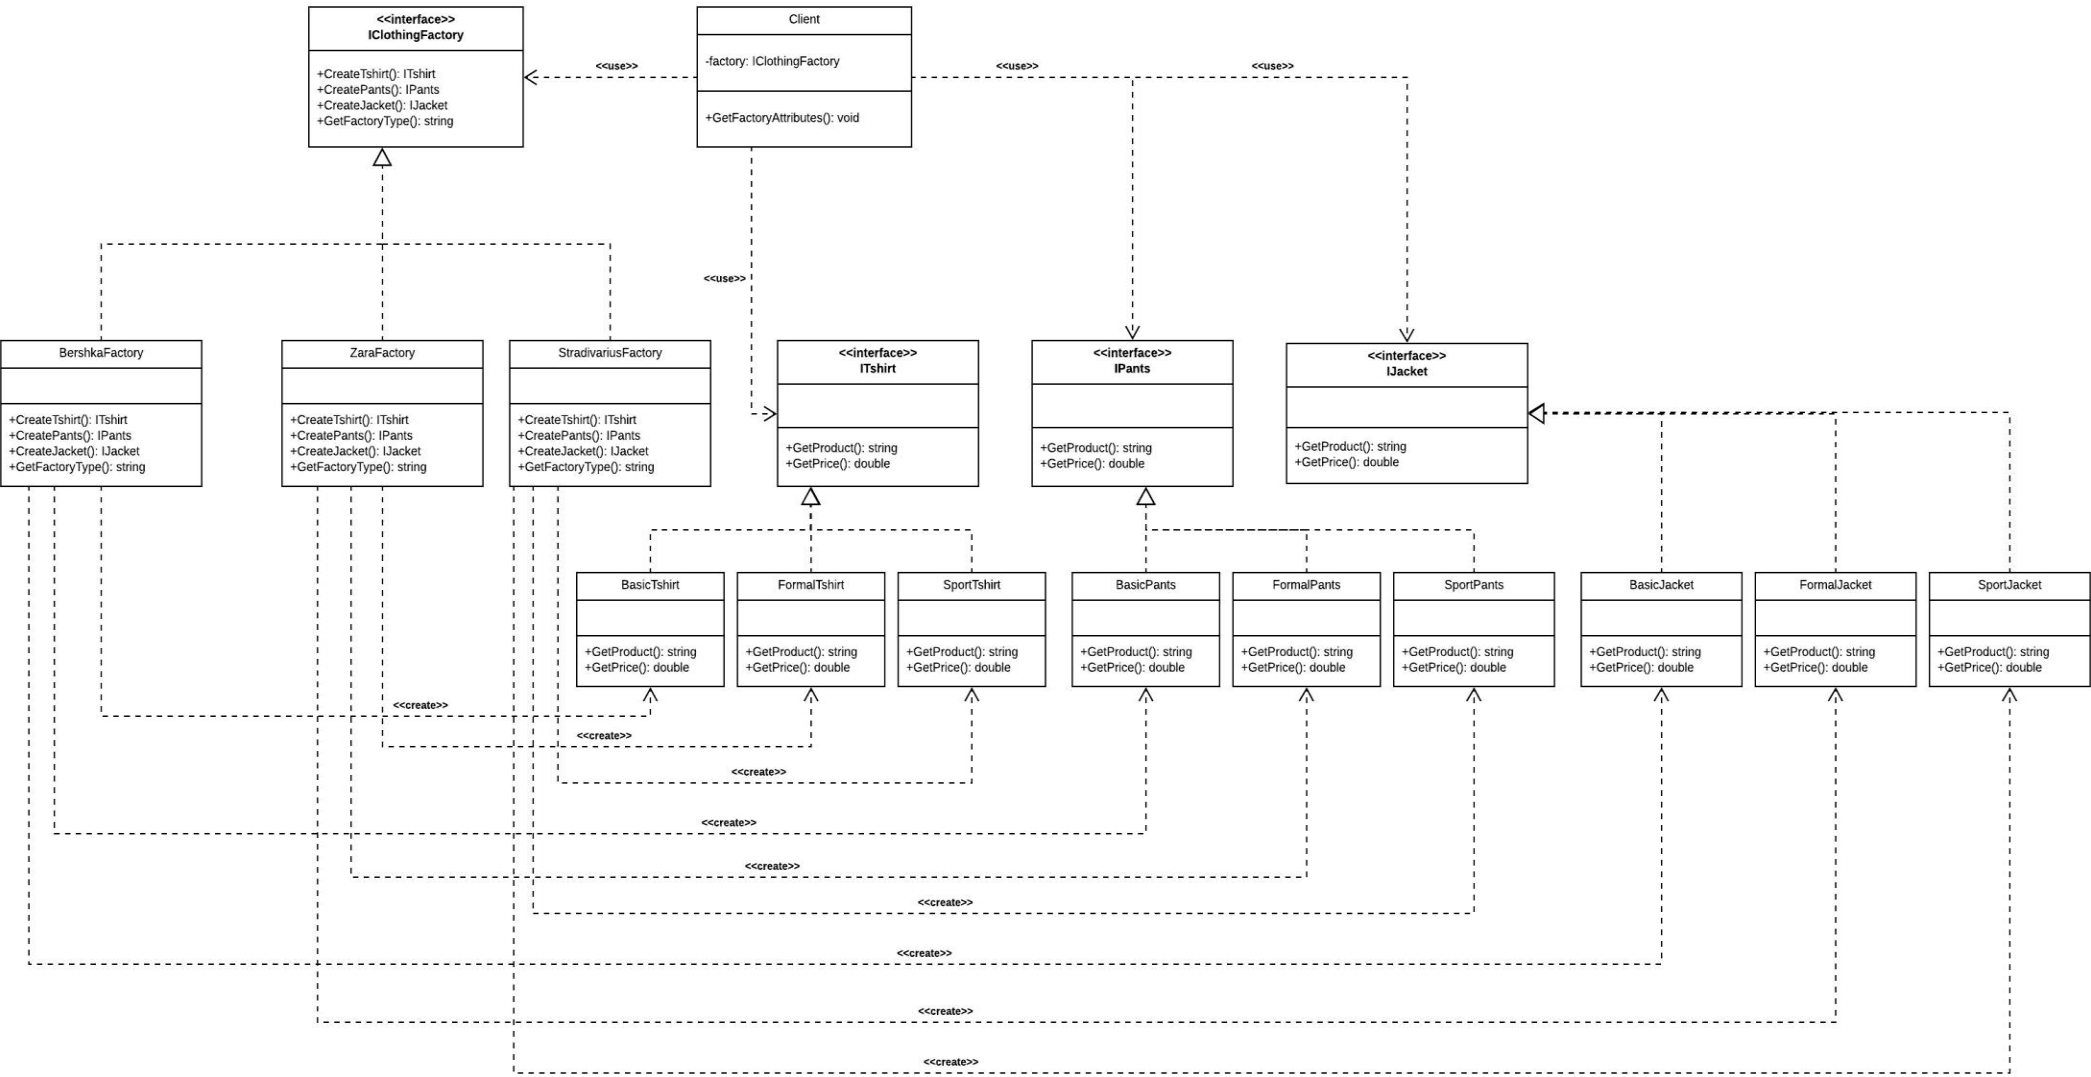 <<interface>>
IClothingFactory
+CreateTshirt(): ITshirt
+CreatePants(): IPants
+CreateJacket(): IJacket
+GetFactoryType(): string
<<use>>
Client
-factory: IClothingFactory
+GetFactoryAttributes(): void
<<use>>
<<use>>
<<use>>
BershkaFactory
+CreateTshirt(): ITshirt
+CreatePants(): IPants
+CreateJacket(): IJacket
+GetFactoryType(): string
ZaraFactory
+CreateTshirt(): ITshirt
+CreatePants(): IPants
+CreateJacket(): IJacket
+GetFactoryType(): string
StradivariusFactory
+CreateTshirt(): ITshirt
+CreatePants(): IPants
+CreateJacket(): IJacket
+GetFactoryType(): string
<<interface>>
ITshirt
+GetProduct(): string
+GetPrice(): double
<<interface>>
IPants
+GetProduct(): string
+GetPrice(): double
<<interface>>
IJacket
+GetProduct(): string
+GetPrice(): double
BasicTshirt
+GetProduct(): string
+GetPrice(): double
FormalTshirt
+GetProduct(): string
+GetPrice(): double
SportTshirt
+GetProduct(): string
+GetPrice(): double
BasicPants
+GetProduct(): string
+GetPrice(): double
FormalPants
+GetProduct(): string
+GetPrice(): double
SportPants
+GetProduct(): string
+GetPrice(): double
BasicJacket
+GetProduct(): string
+GetPrice(): double
FormalJacket
+GetProduct(): string
+GetPrice(): double
SportJacket
+GetProduct(): string
+GetPrice(): double
<<create>>
<<create>>
<<create>>
<<create>>
<<create>>
<<create>>
<<create>>
<<create>>
<<create>>